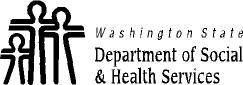 Washington State
Department of Social
& Health Services